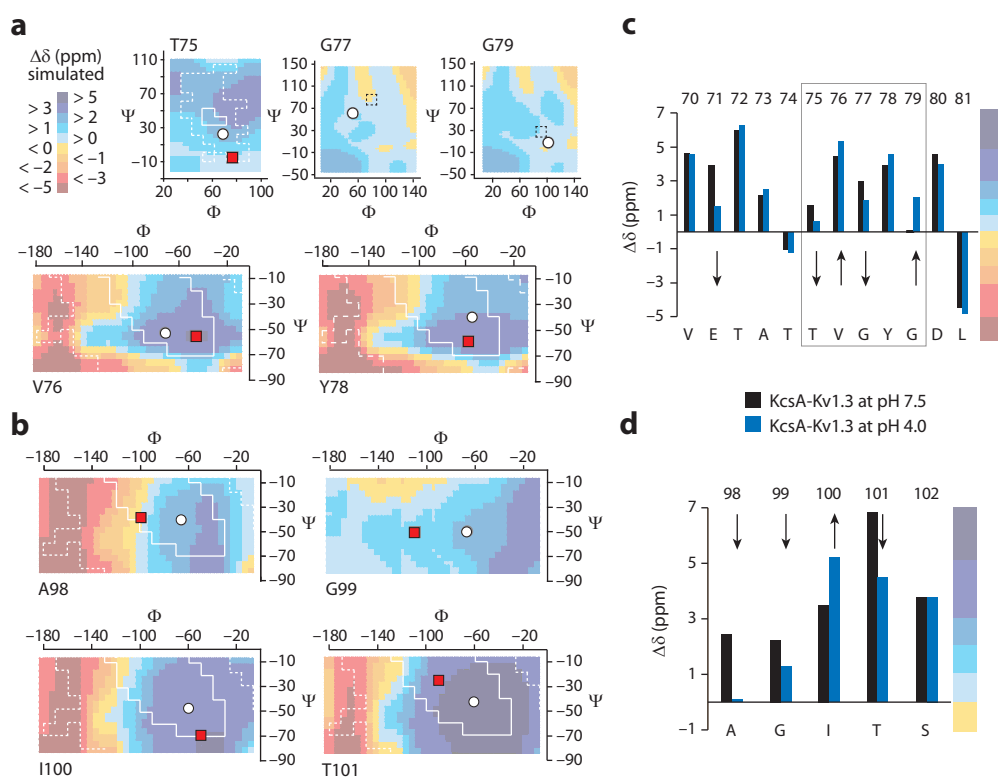 a
Δδ (ppm)
simulated
> 3 > 5
> 1 > 2
< 0 > 0
< −2 < −1
< −5 < −3
T75 G77 G79
Ψ 110 70 30 −10
20 60 100
Ψ 150 110 70 30 −10 −50
20 60 100 140
Ψ 150 110 70 30 −10 −50
20 60 100 140
Φ
Φ Φ
−180 −140 −100 −60 −20 −180 −140 −100 −60 −20
−10 −30 −50 −70 −90 Ψ −10 −30 −50 −70 −90
V76 Y78
b
Φ Φ
−180 −140 −100 −60 −20 −180 −140 −100 −60 −20
−10 −30 −50 −70 −90 Ψ −10 −30 −50 −70 −90
A98 G99
Φ Φ
−180 −140 −100 −60 −20 −180 −140 −100 −60 −20
−10 −30 −50 −70 −90 Ψ −10 −30 −50 −70 −90
I100 T101
c
70 71 72 73 74 75 76 77 78 79 80 81
Δδ (ppm)
7
5
3
1
−1
−3
−5
V E T A T T V G Y G D L
KcsA-Kv1.3 at pH 7.5
KcsA-Kv1.3 at pH 4.0
d
98 99 100 101 102
Δδ (ppm)
7
5
3
1
−1
A G I T S